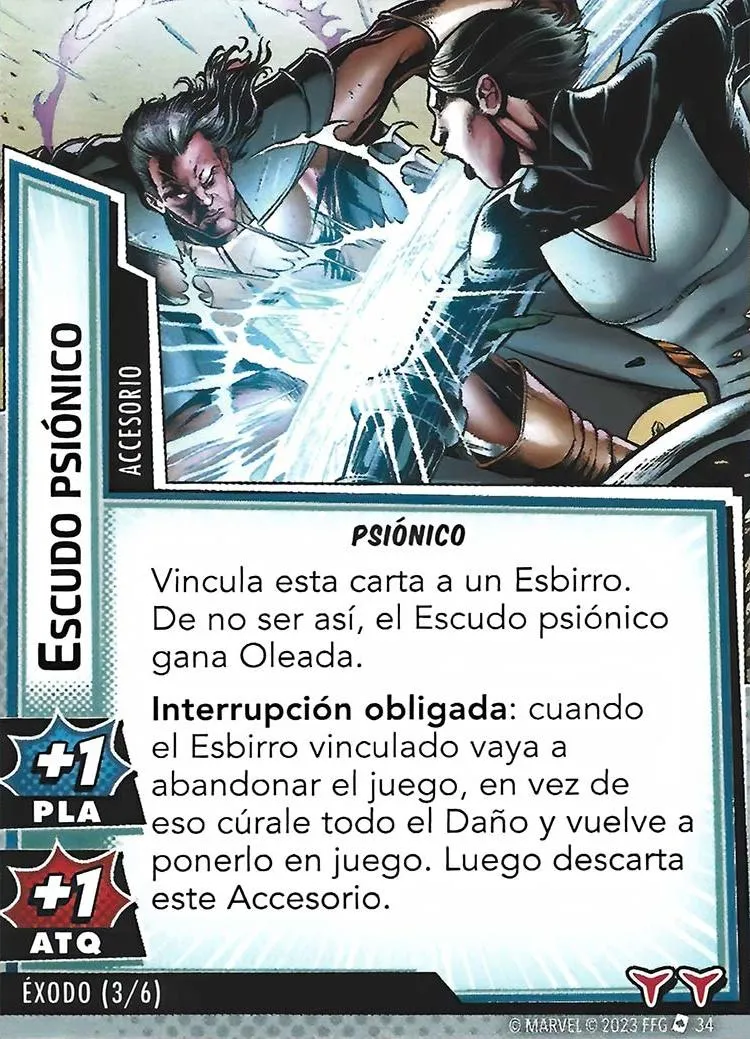 ESCUDO PSIÓNICO
ACCESORIO
PSIÓNICO
Vincula esta carta a un Esbirro.
De no ser así, el Escudo psiónico
gana Oleada.
Interrupción obligada: cuando
el Esbirro vinculado vaya a
abandonar el juego, en vez de
eso cúrale todo el Daño y vuelve a
ponerlo en juego. Luego descarta
este Accesorio.
+1
PLA
+1
ATQ
ÉXODO (3/6)
© MARVEL © 2023 FFG 34